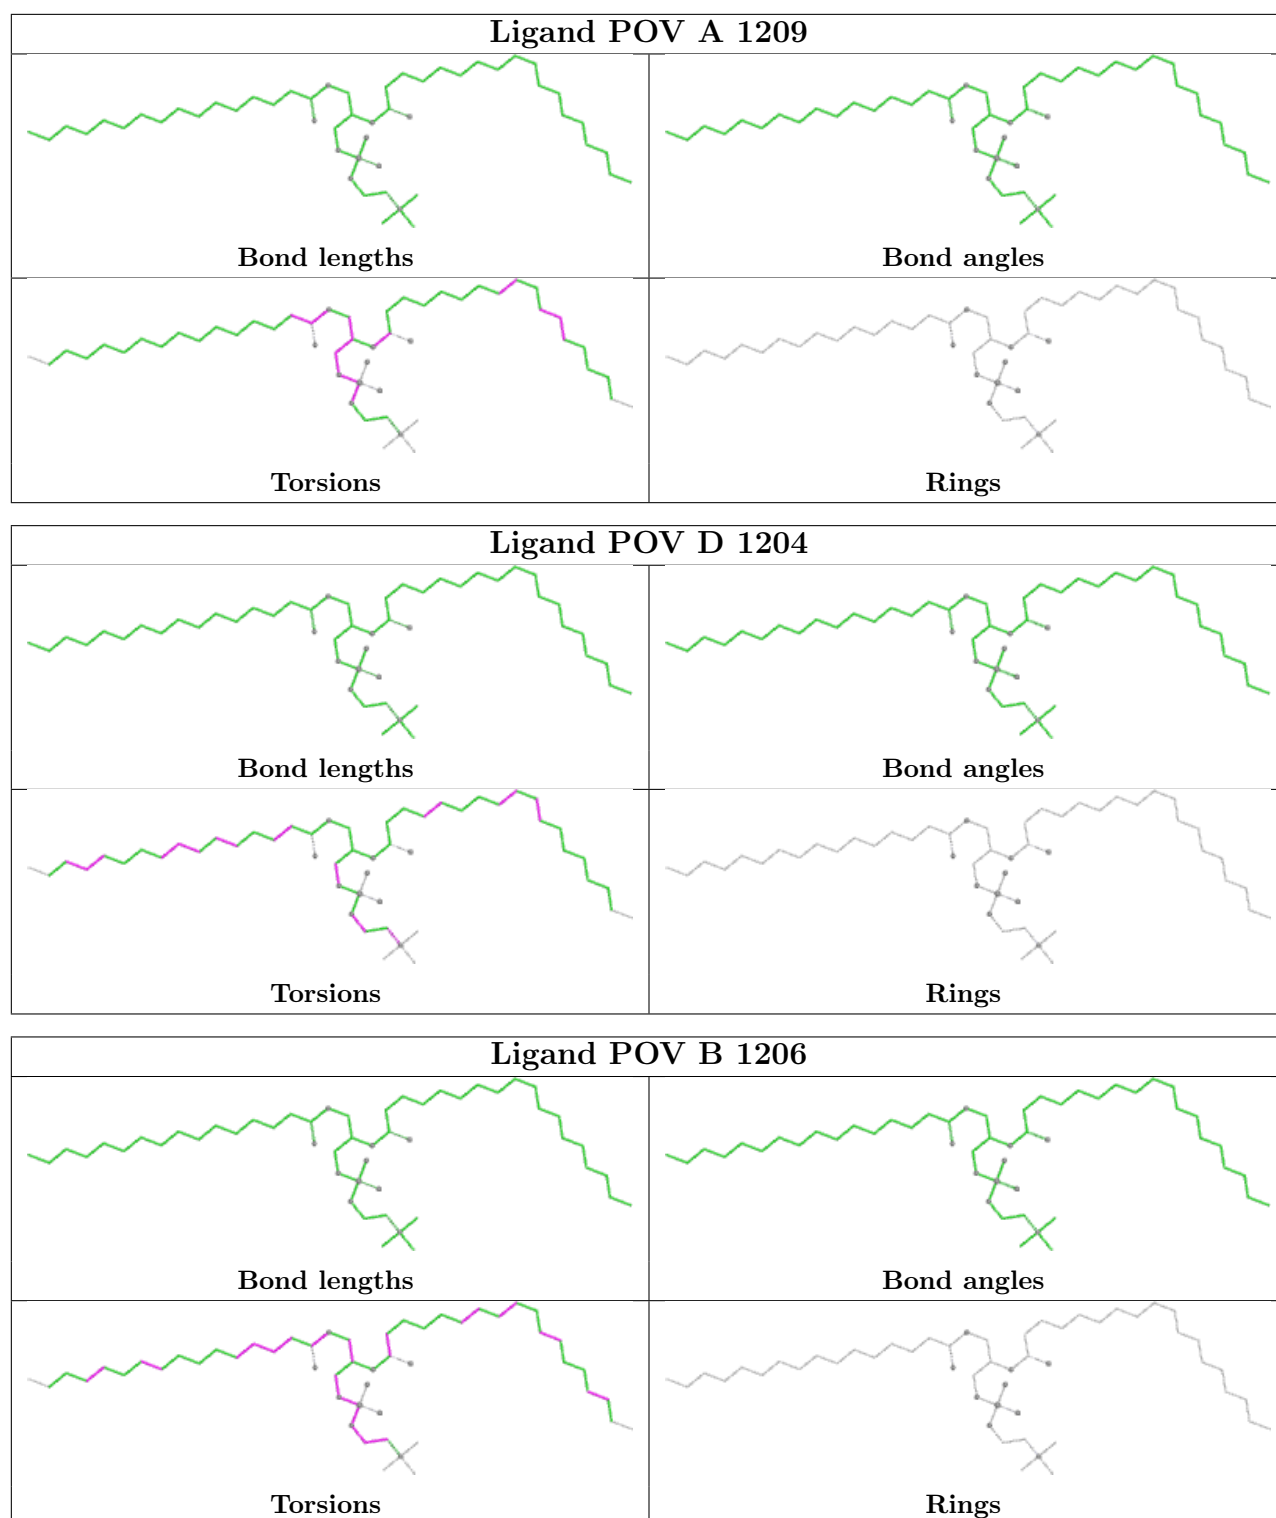 Ligand POV A 1209
Bond lengths
Bond angles
Torsions
Rings
Ligand POV D 1204
Bond lengths
Bond angles
Torsions
Rings
Ligand POV B 1206
Bond lengths
Bond angles
Torsions
Rings